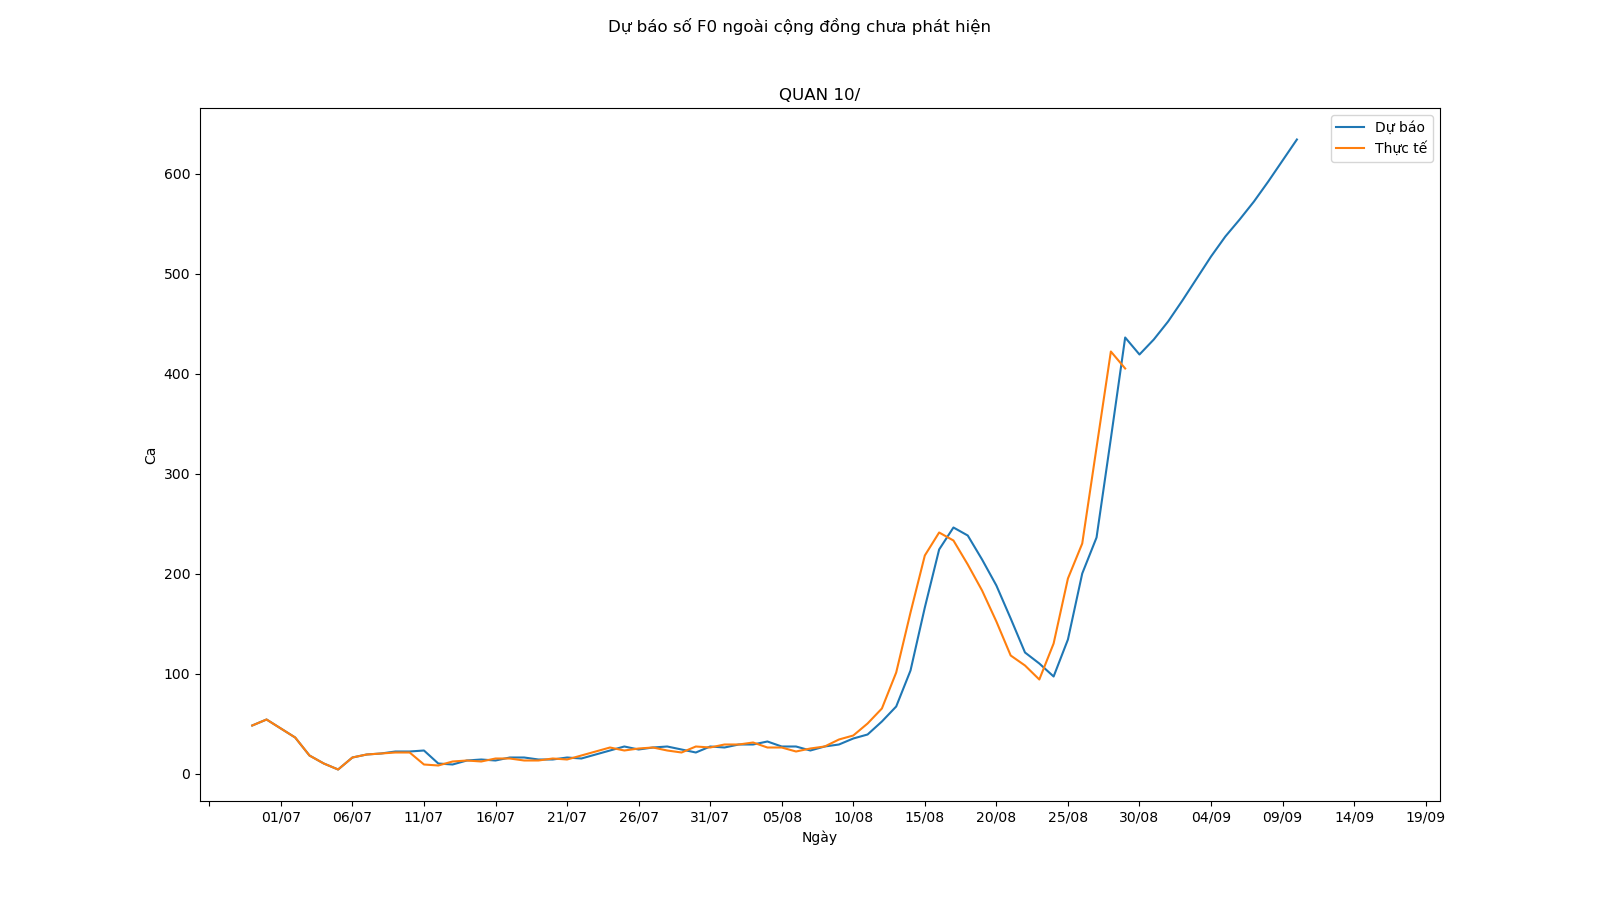 Dự báo số F0 ngoài cộng đồng chưa phát hiện
QUAN 10/
Dự báo
Thực tế
600
500
400
300
200
100
0
Ca
01/07 06/07 11/07 16/07 21/07 26/07 31/07 05/08 10/08 15/08 20/08 25/08 30/08 04/09 09/09 14/09 19/09
Ngày